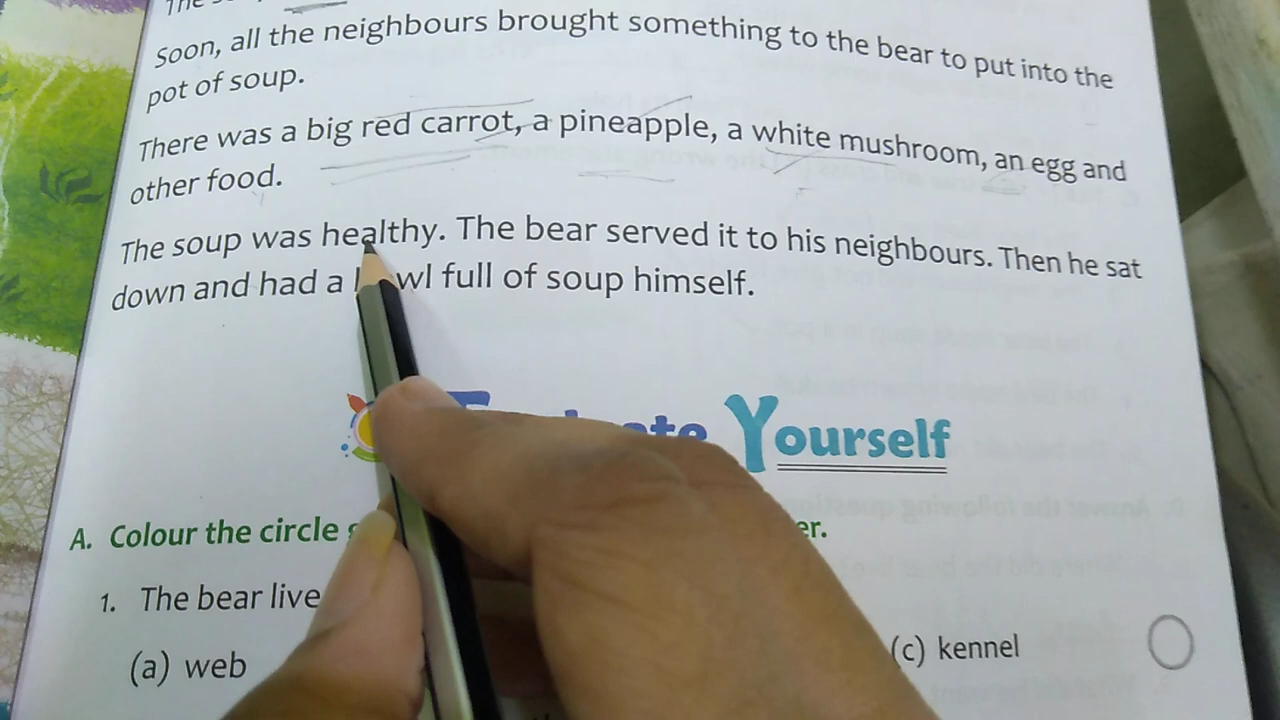 The
Soon, all the neighbours brought something to the bear to put into the
pot of soup.
There was a big red carrot, a pineapple, a white mushroom, an egg and
other food.
The soup was healthy. The bear served it to his neighbours. Then he sat
down and had a full of soup himself.
Yourself
A. Colour the circle
1. The bear
(a) web
(c) kennel